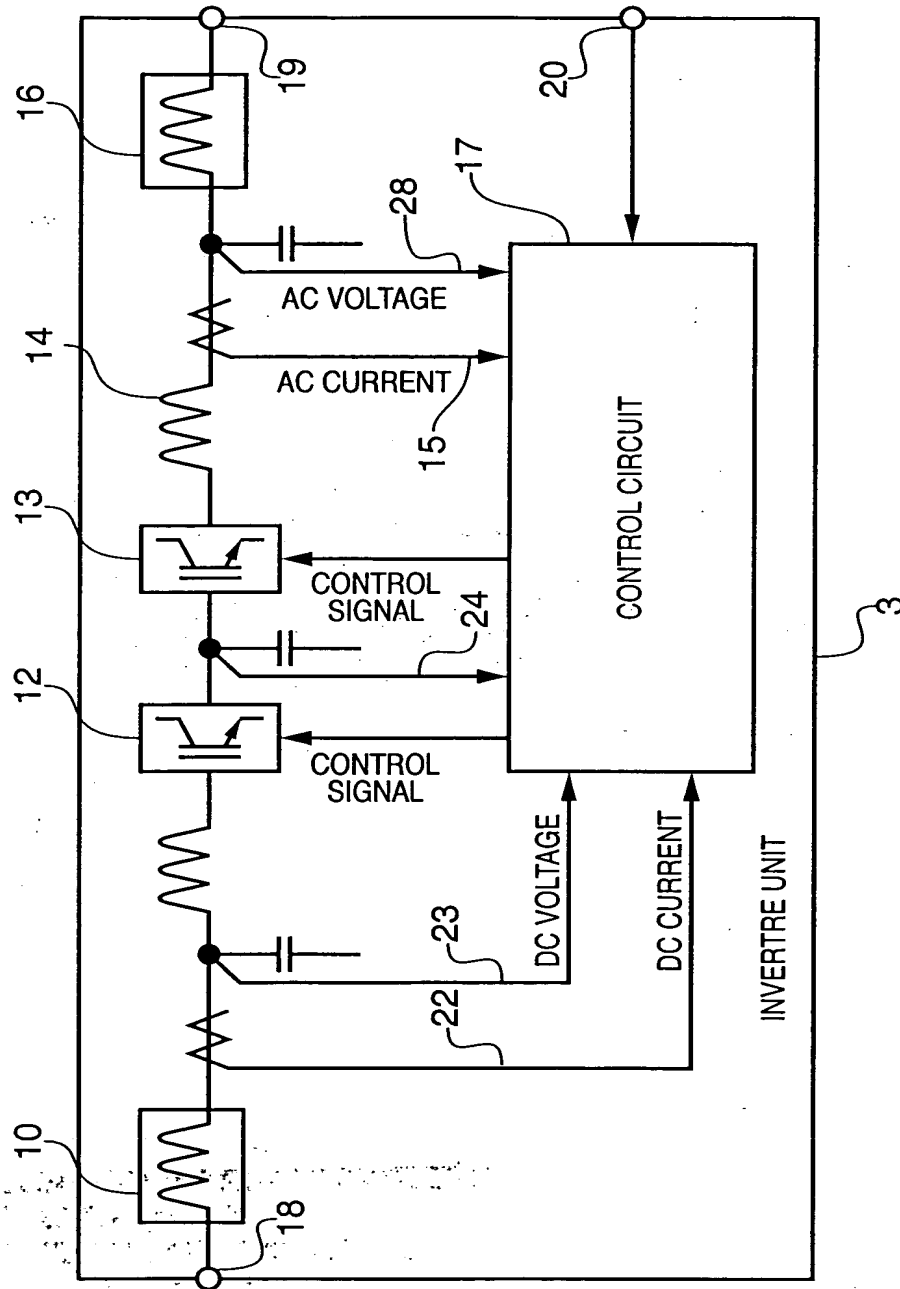 10
12
13
14
16
18
22
23
24
15
28
17
19
20
CONTROL
SIGNAL
CONTROL
SIGNAL
AC CURRENT
AC VOLTAGE
DC VOLTAGE
DC CURRENT
CONTROL CIRCUIT
INVERTRE UNIT
3